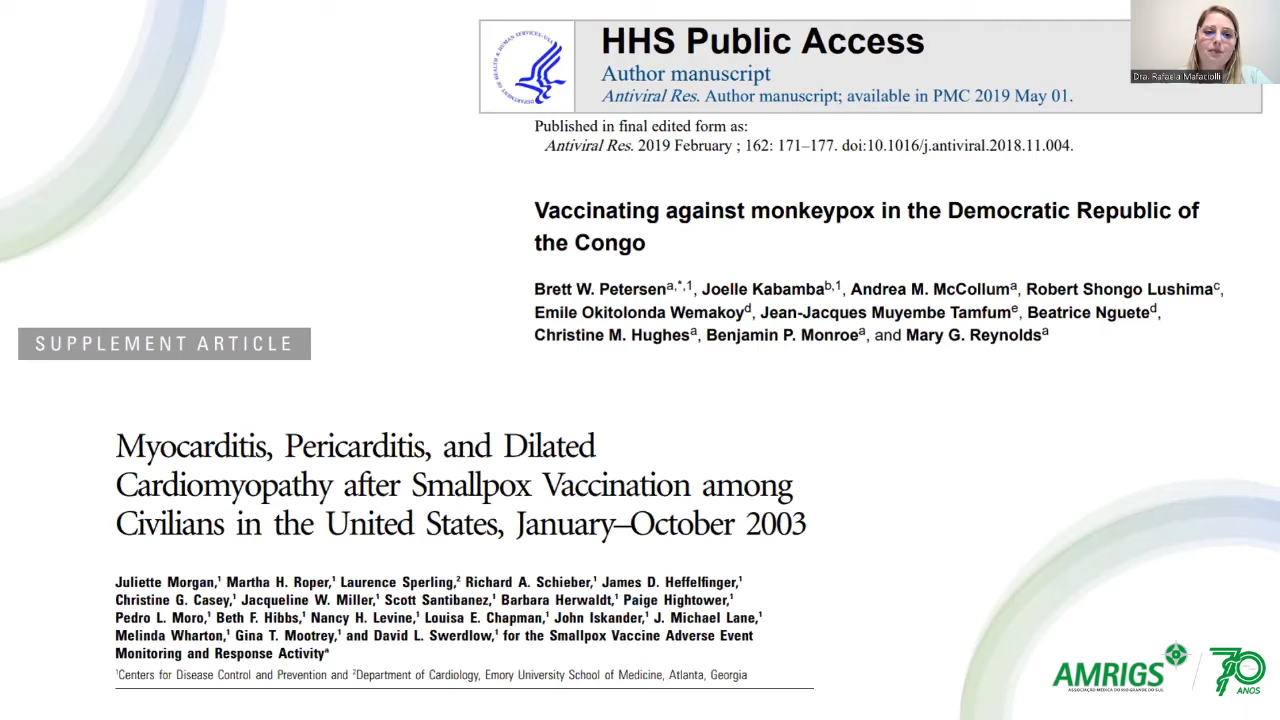 HHS Public Access
Author manuscript
Antiviral Res. Author manuscript; available in PMC 2019 May 01.
DEPARTMENT OF HEALTH & HUMAN SERVICES · USA
Dra. Rafaela Mafaciolli
Published in final edited form as:
Antiviral Res. 2019 February ; 162: 171–177. doi:10.1016/j.antiviral.2018.11.004.
Vaccinating against monkeypox in the Democratic Republic of
the Congo
Brett W. Petersena,*,1, Joelle Kabambab,1, Andrea M. McColluma, Robert Shongo Lushimac,
Emile Okitolonda Wemakoyd, Jean-Jacques Muyembe Tamfume, Beatrice Ngueted,
Christine M. Hughesa, Benjamin P. Monroea, and Mary G. Reynoldsa
SUPPLEMENT ARTICLE
Myocarditis, Pericarditis, and Dilated
Cardiomyopathy after Smallpox Vaccination among
Civilians in the United States, January–October 2003
Juliette Morgan,1 Martha H. Roper,1 Laurence Sperling,2 Richard A. Schieber,1 James D. Heffelfinger,1
Christine G. Casey,1 Jacqueline W. Miller,1 Scott Santibanez,1 Barbara Herwaldt,1 Paige Hightower,1
Pedro L. Moro,1 Beth F. Hibbs,1 Nancy H. Levine,1 Louisa E. Chapman,1 John Iskander,1 J. Michael Lane,1
Melinda Wharton,1 Gina T. Mootrey,1 and David L. Swerdlow,1 for the Smallpox Vaccine Adverse Event
Monitoring and Response Activitya
1Centers for Disease Control and Prevention and 2Department of Cardiology, Emory University School of Medicine, Atlanta, Georgia
AMRIGS
ASSOCIAÇÃO MÉDICA DO RIO GRANDE DO SUL
70
ANOS